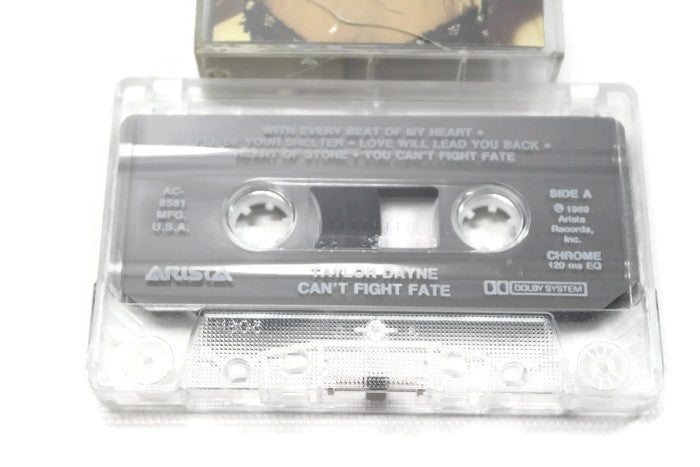 WITH EVERY BEAT OF MY HEART •
I'LL BE YOUR SHELTER • LOVE WILL LEAD YOU BACK •
HEART OF STONE • YOU CAN'T FIGHT FATE
AC-
8581
MFG.
U.S.A.
SIDE A
℗ 1989
Arista
Records,
Inc.
CHROME
120 ms EQ
ARISTA
TAYLOR DAYNE
CAN'T FIGHT FATE
DOLBY SYSTEM